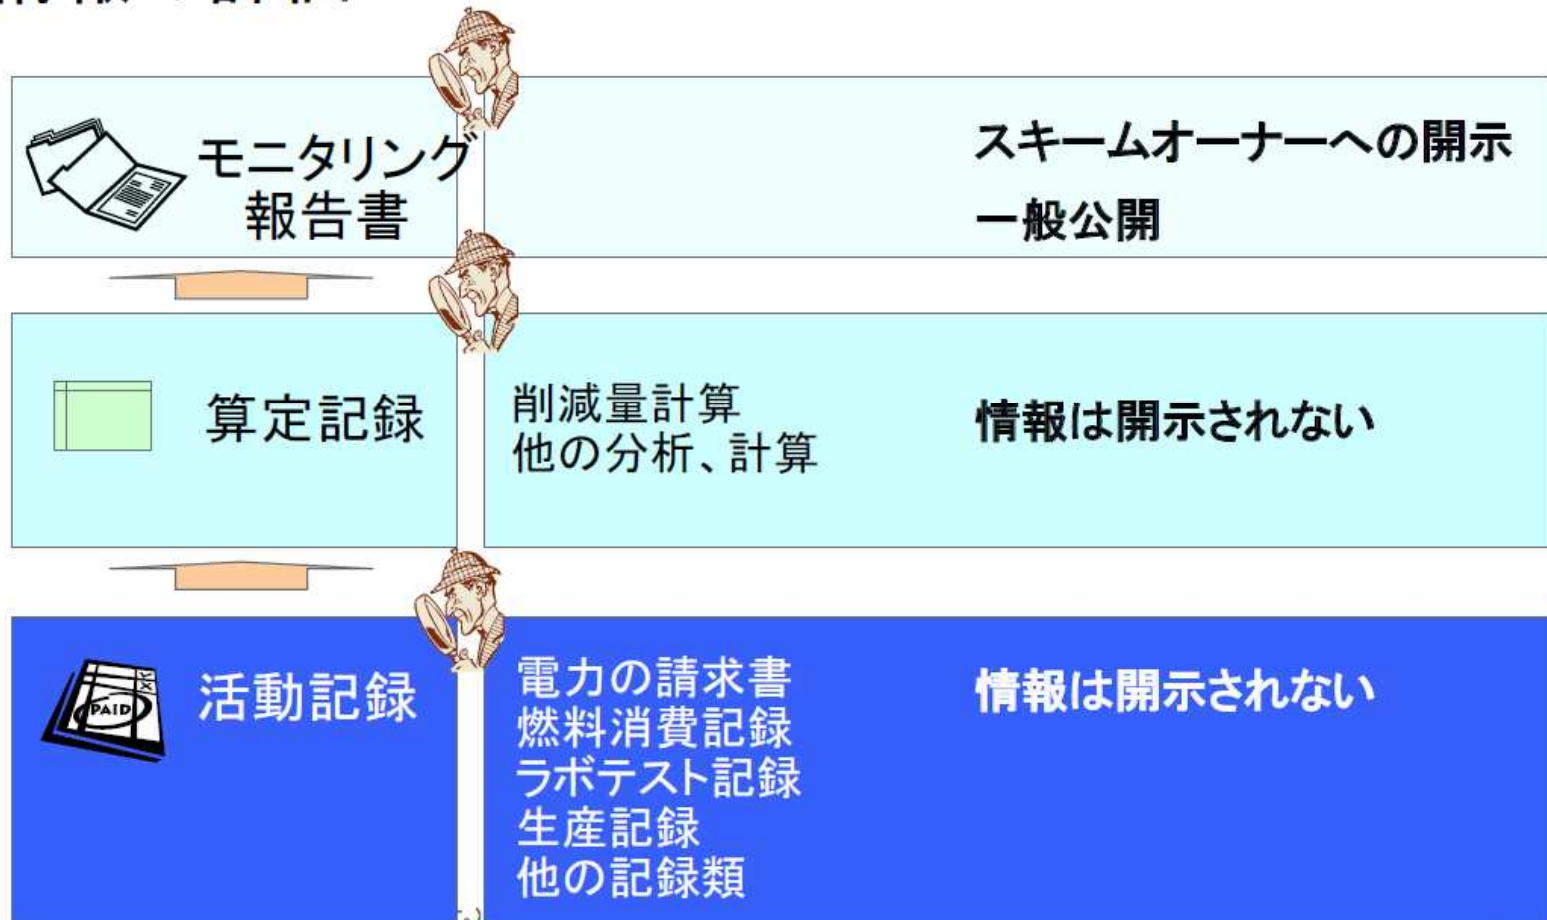 モニタリング
報告書
スキームオーナーへの開示
一般公開
算定記録
削減量計算
他の分析、計算
情報は開示されない
PAID
活動記録
電力の請求書
燃料消費記録
ラボテスト記録
生産記録
他の記録類
情報は開示されない